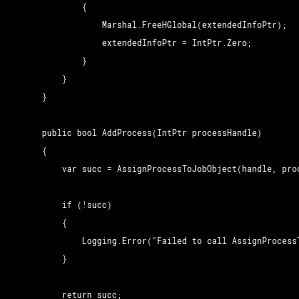 {
Marshal.FreeHGlobal(extendedInfoPtr);
extendedInfoPtr = IntPtr.Zero;
}
}
}
public bool AddProcess(IntPtr processHandle)
{
var succ = AssignProcessToJobObject(handle, proc
if (!succ)
{
Logging.Error("Failed to call AssignProcessT
}
return succ;